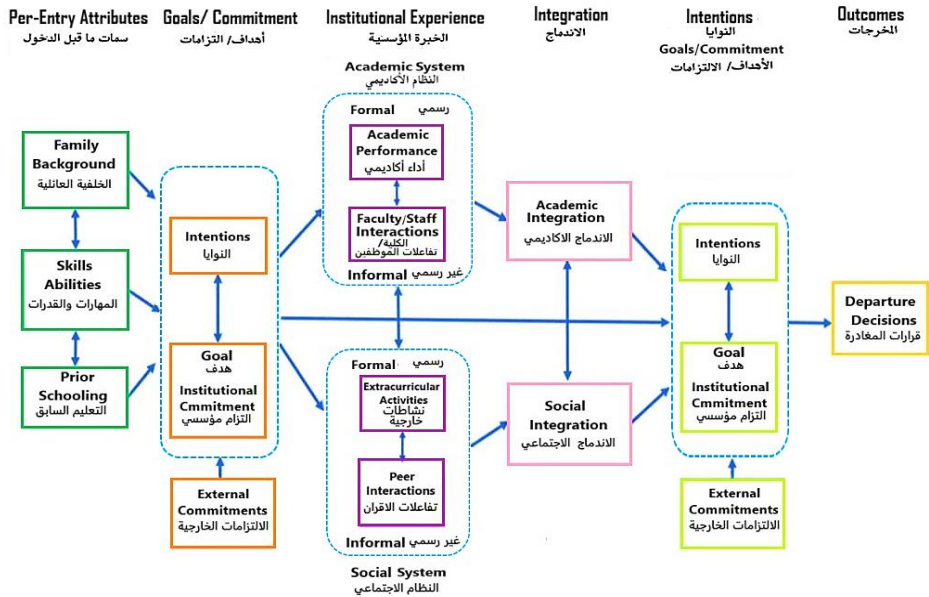 Per-Entry Attributes
سمات ما قبل الدخول
Goals/ Commitment
أهداف/ التزامات
Institutional Experience
الخبرة المؤسسية
Integration
الاندماج
Intentions
النوايا
Goals/Commitment
الأهداف/ الالتزامات
Outcomes
المخرجات
Family
Background
الخلفية العائلية
Skills
Abilities
المهارات والقدرات
Prior
Schooling
التعليم السابق
Intentions
النوايا
Goal
هدف
Institutional
Cmmitment
التزام مؤسسي
External
Commitments
الالتزامات الخارجية
Academic System
النظام الأكاديمي
Formal رسمي
Academic
Performance
أداء أكاديمي
Faculty/Staff
Interactions
الكلية/
تفاعلات الموظفين
Informal غير رسمي
Formal رسمي
Extracurricular
Activities
نشاطات
خارجية
Peer
Interactions
تفاعلات الاقران
Informal غير رسمي
Social System
النظام الاجتماعي
Academic
Integration
الاندماج الاكاديمي
Social
Integration
الاندماج الاجتماعي
Intentions
النوايا
Goal
هدف
Institutional
Cmmitment
التزام مؤسسي
External
Commitments
الالتزامات الخارجية
Departure
Decisions
قرارات المغادرة